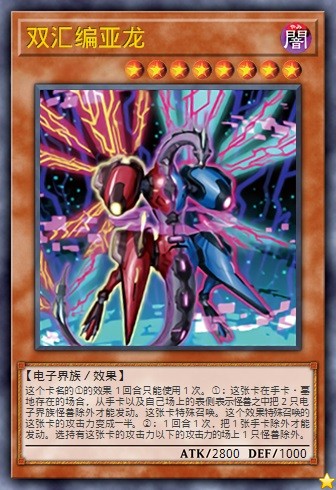 双汇编亚龙
闇
【电子界族／效果】
这个卡名的①的效果1回合只能使用1次。①：这张卡在手卡·墓
地存在的场合，从手卡以及自己场上的表侧表示怪兽之中把2只电
子界族怪兽除外才能发动。这张卡特殊召唤。这个效果特殊召唤的
这张卡的攻击力变成一半。②：1回合1次，把1张手卡除外才能发
动。选持有这张卡的攻击力以下的攻击力的场上1只怪兽除外。
ATK/2800 DEF/1000